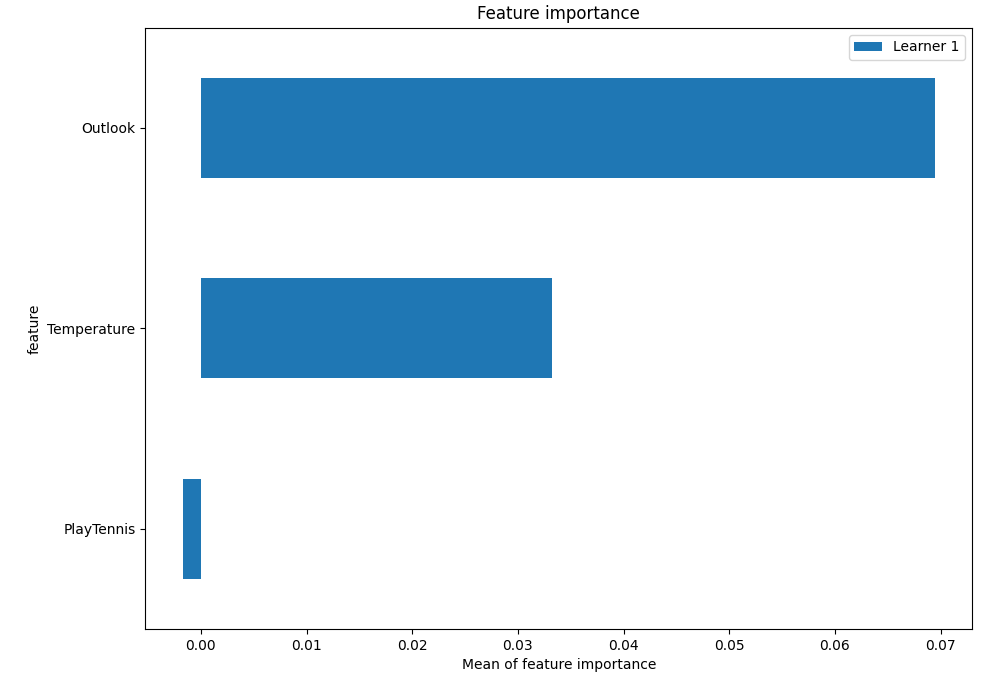 Feature importance
Learner 1
Outlook
Temperature
PlayTennis
feature
0.00 0.01 0.02 0.03 0.04 0.05 0.06 0.07
Mean of feature importance